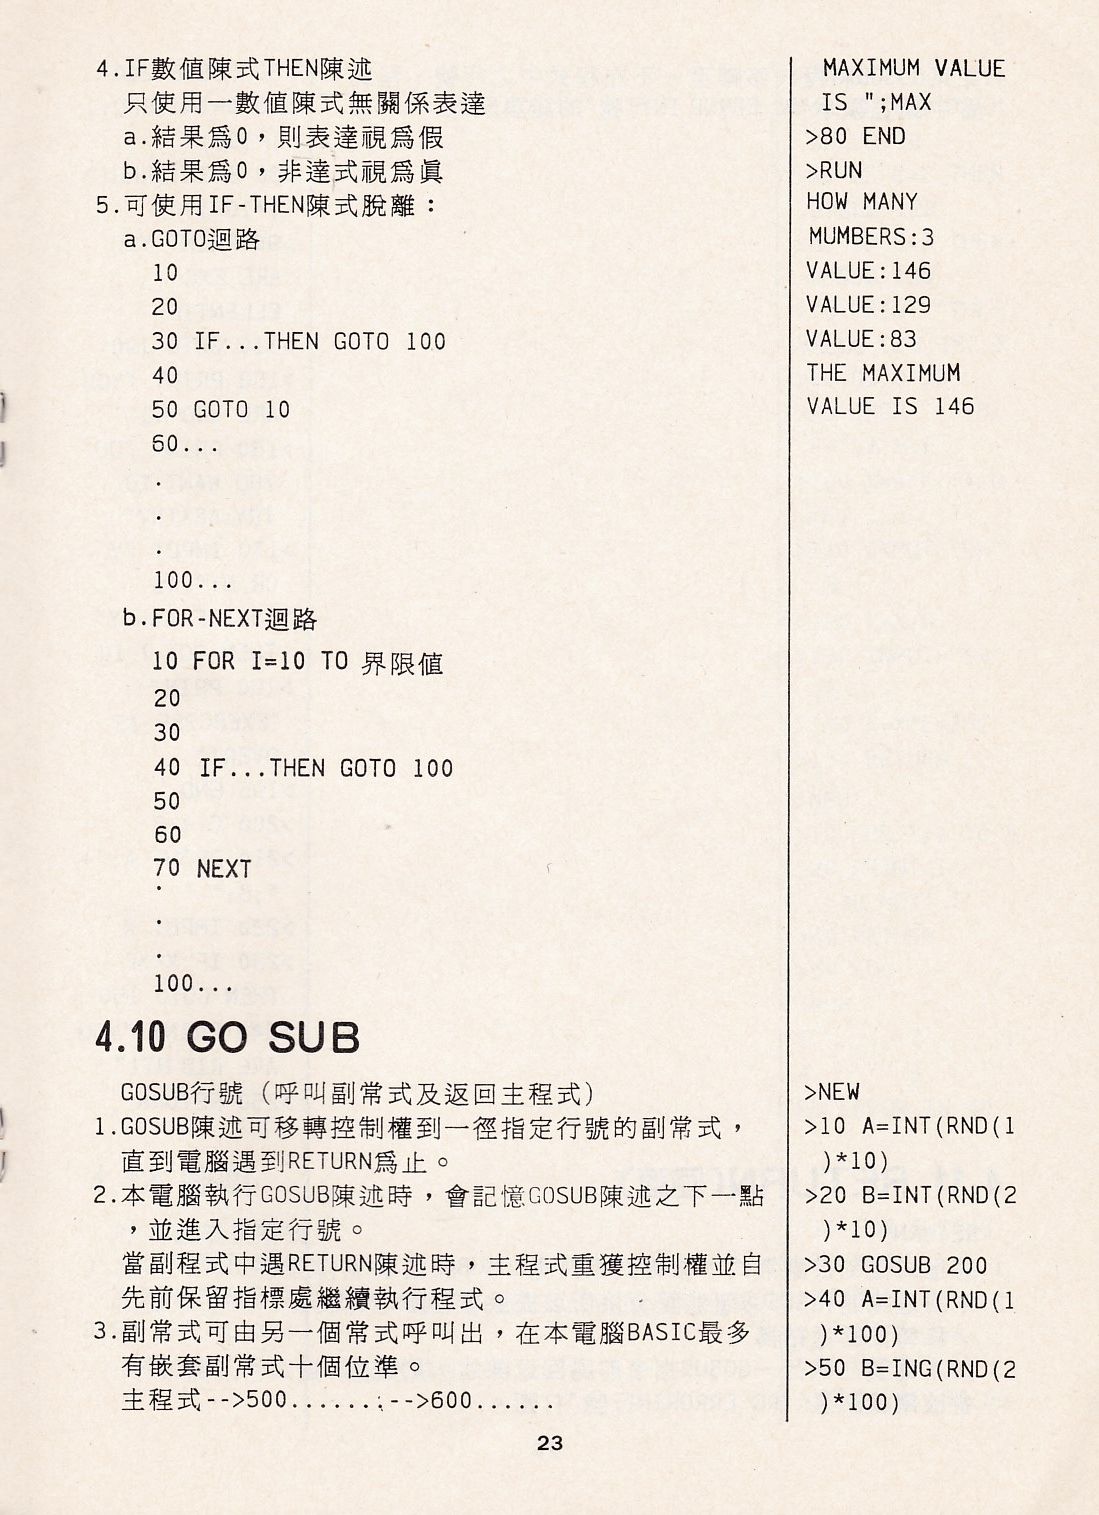 4.IF數值陳式THEN陳述
只使用一數值陳式無關係表達
a.結果爲0，則表達視爲假
b.結果爲0，非達式視爲眞
5.可使用IF-THEN陳式脫離：
a.GOTO迴路
10
20
30 IF...THEN GOTO 100
40
50 GOTO 10
60...
.
.
.
100...
b.FOR-NEXT迴路
10 FOR I=10 TO 界限値
20
30
40 IF...THEN GOTO 100
50
60
70 NEXT
.
.
.
100...
4.10 GO SUB
GOSUB行號（呼叫副常式及返回主程式）
1.GOSUB陳述可移轉控制權到一徑指定行號的副常式，
直到電腦遇到RETURN爲止。
2.本電腦執行GOSUB陳述時，會記憶GOSUB陳述之下一點
，並進入指定行號。
當副程式中遇RETURN陳述時，主程式重獲控制權並自
先前保留指標處繼續執行程式。
3.副常式可由另一個常式呼叫出，在本電腦BASIC最多
有嵌套副常式十個位準。
主程式-->500.......-->600......
MAXIMUM VALUE
IS ";MAX
>80 END
>RUN
HOW MANY
MUMBERS:3
VALUE:146
VALUE:129
VALUE:83
THE MAXIMUM
VALUE IS 146
>NEW
>10 A=INT(RND(1
)*10)
>20 B=INT(RND(2
)*10)
>30 GOSUB 200
>40 A=INT(RND(1
)*100)
>50 B=ING(RND(2
)*100)
23